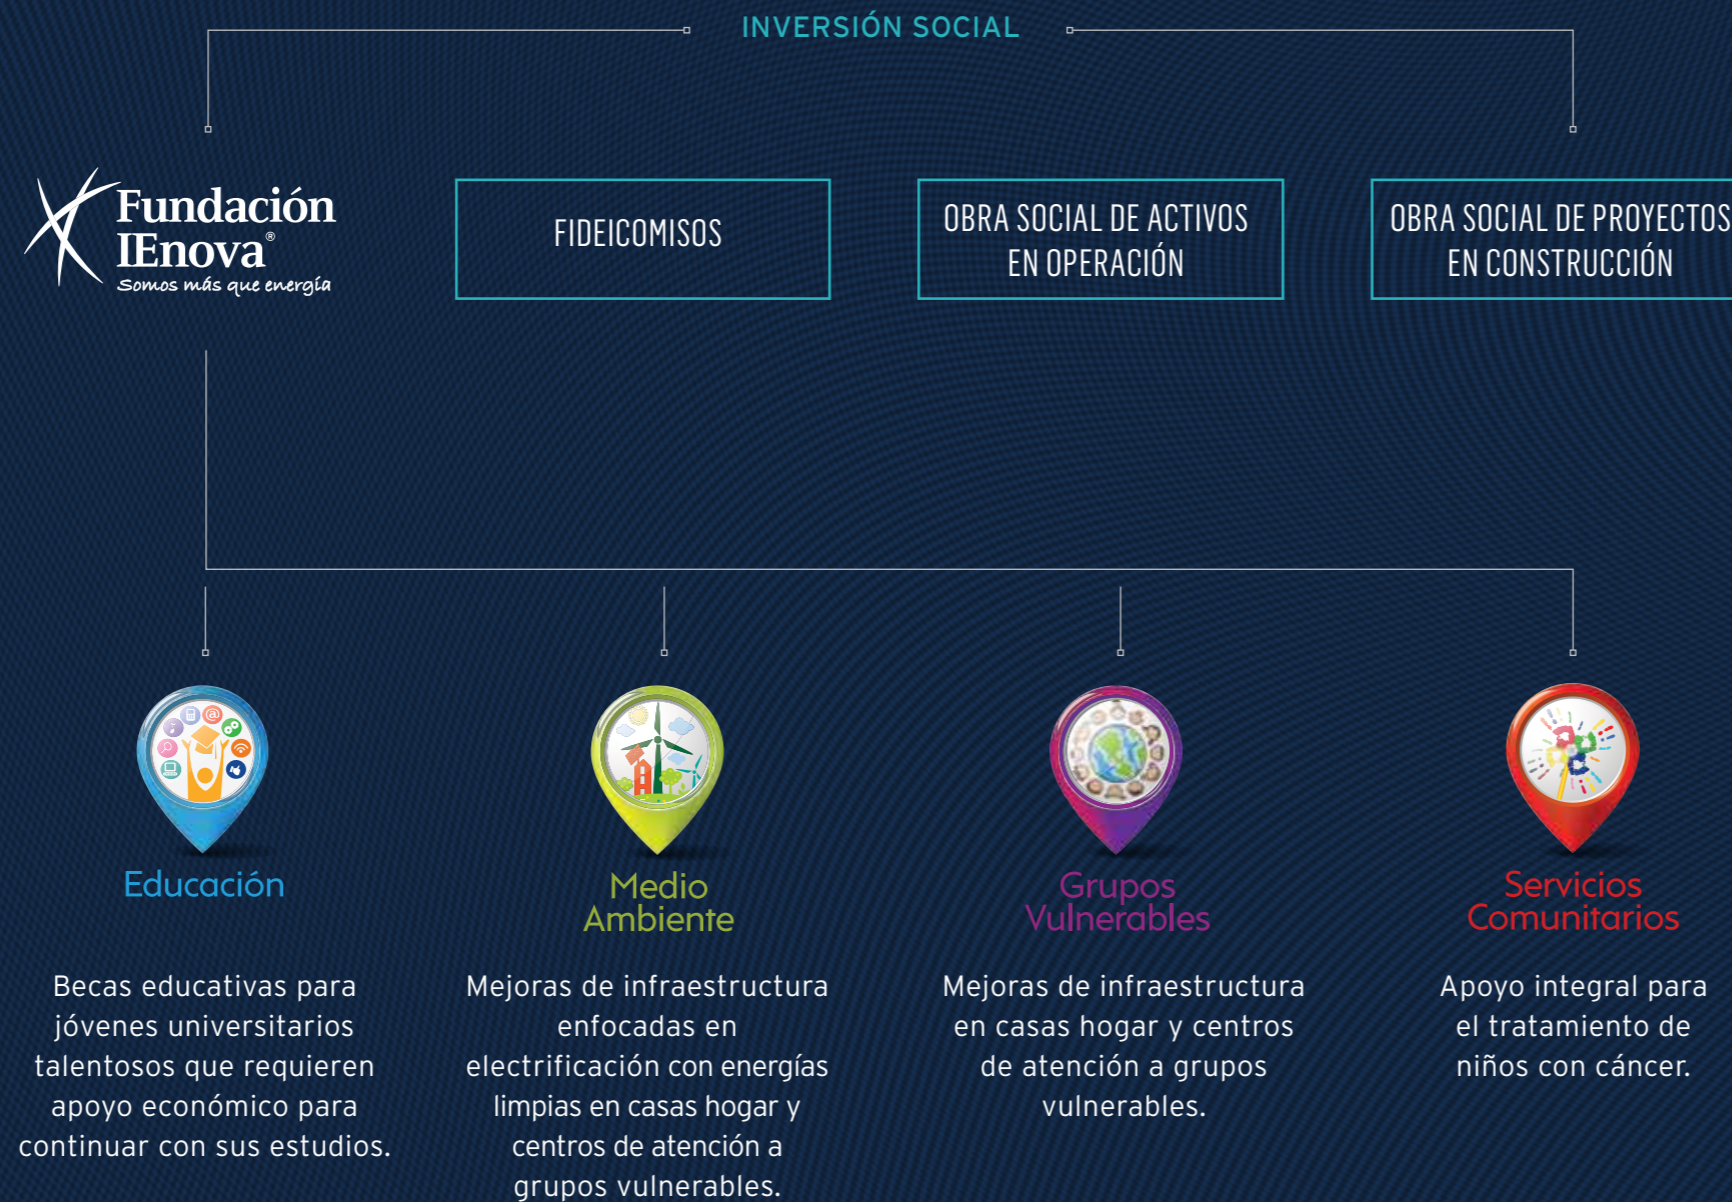 INVERSIÓN SOCIAL
Fundación
IEnova®
Somos más que energía
FIDEICOMISOS
OBRA SOCIAL DE ACTIVOS
EN OPERACIÓN
OBRA SOCIAL DE PROYECTOS
EN CONSTRUCCIÓN
Educación
Becas educativas para
jóvenes universitarios
talentosos que requieren
apoyo económico para
continuar con sus estudios.
Medio
Ambiente
Mejoras de infraestructura
enfocadas en
electrificación con energías
limpias en casas hogar y
centros de atención a
grupos vulnerables.
Grupos
Vulnerables
Mejoras de infraestructura
en casas hogar y centros
de atención a grupos
vulnerables.
Servicios
Comunitarios
Apoyo integral para
el tratamiento de
niños con cáncer.